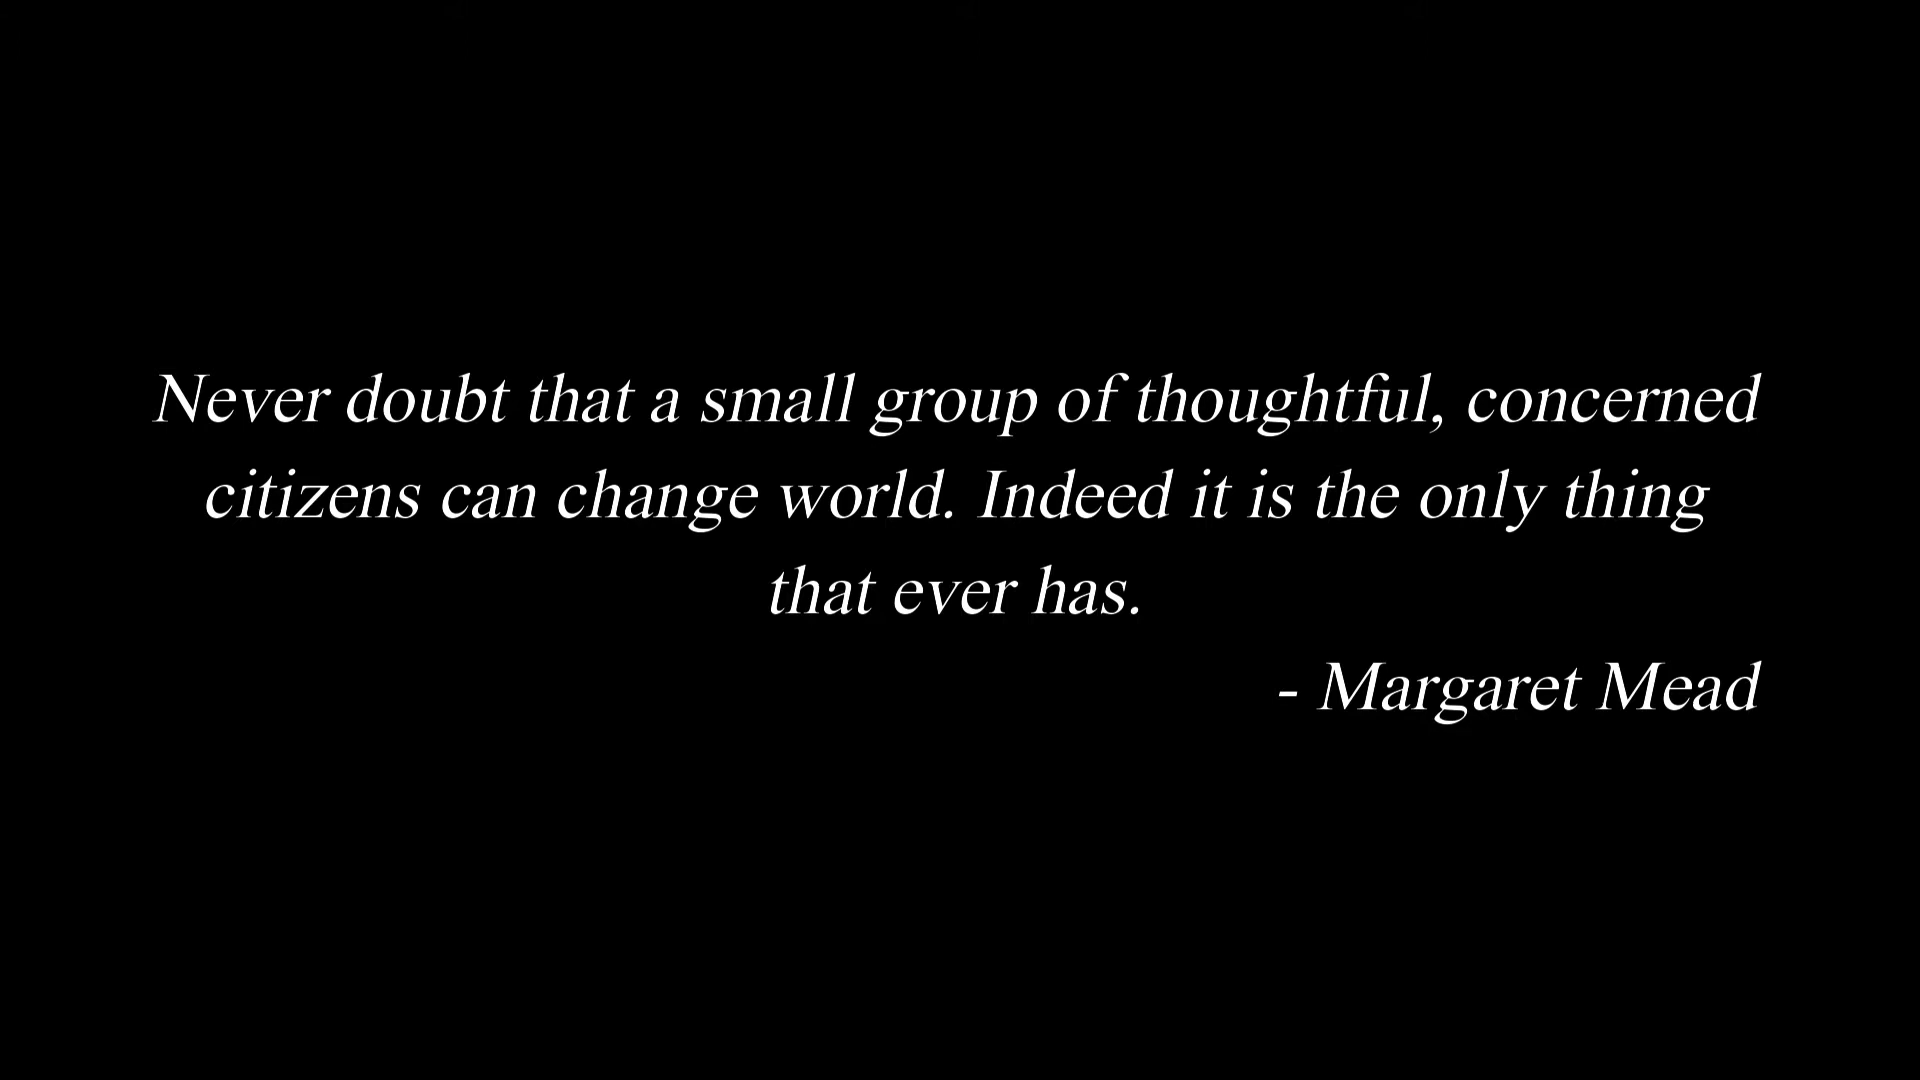 Never doubt that a small group of thoughtful, concerned
citizens can change world. Indeed it is the only thing
that ever has.
- Margaret Mead